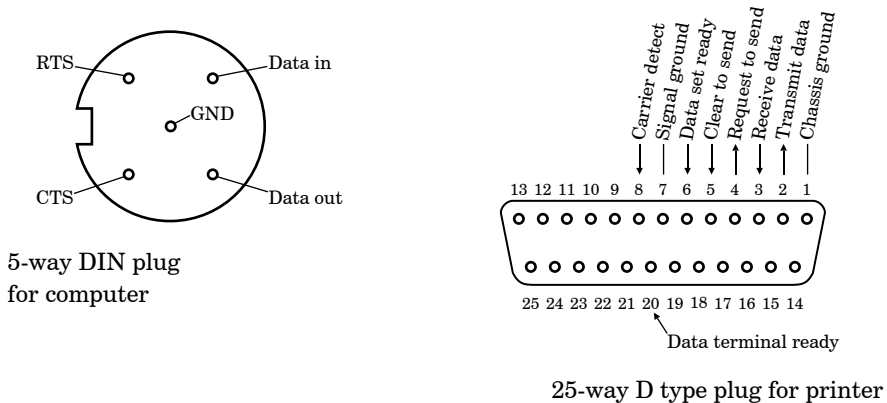 RTS
Data in
GND
CTS
Data out
5-way DIN plug
for computer
Carrier detect
Signal ground
Data set ready
Clear to send
Request to send
Receive data
Transmit data
Chassis ground
13 12 11 10 9 8 7 6 5 4 3 2 1
25 24 23 22 21 20 19 18 17 16 15 14
Data terminal ready
25-way D type plug for printer